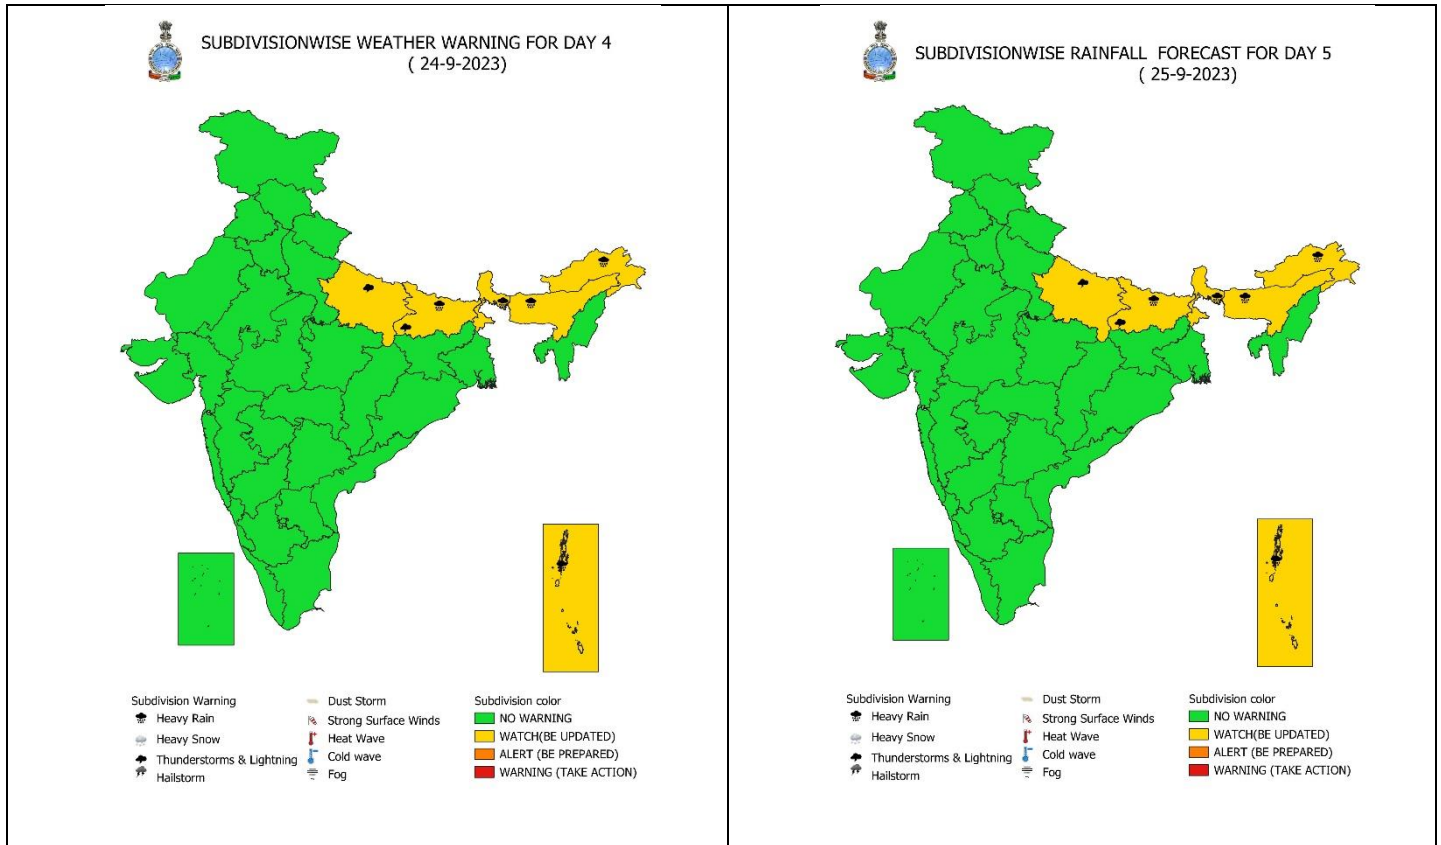 SUBDIVISIONWISE WEATHER WARNING FOR DAY 4
( 24-9-2023)
Subdivision Warning
Heavy Rain
Heavy Snow
Thunderstorms & Lightning
Hailstorm
Dust Storm
Strong Surface Winds
Heat Wave
Cold wave
Fog
Subdivision color
NO WARNING
WATCH(BE UPDATED)
ALERT (BE PREPARED)
WARNING (TAKE ACTION)
SUBDIVISIONWISE RAINFALL  FORECAST FOR DAY 5
( 25-9-2023)
Subdivision Warning
Heavy Rain
Heavy Snow
Thunderstorms & Lightning
Hailstorm
Dust Storm
Strong Surface Winds
Heat Wave
Cold wave
Fog
Subdivision color
NO WARNING
WATCH(BE UPDATED)
ALERT (BE PREPARED)
WARNING (TAKE ACTION)